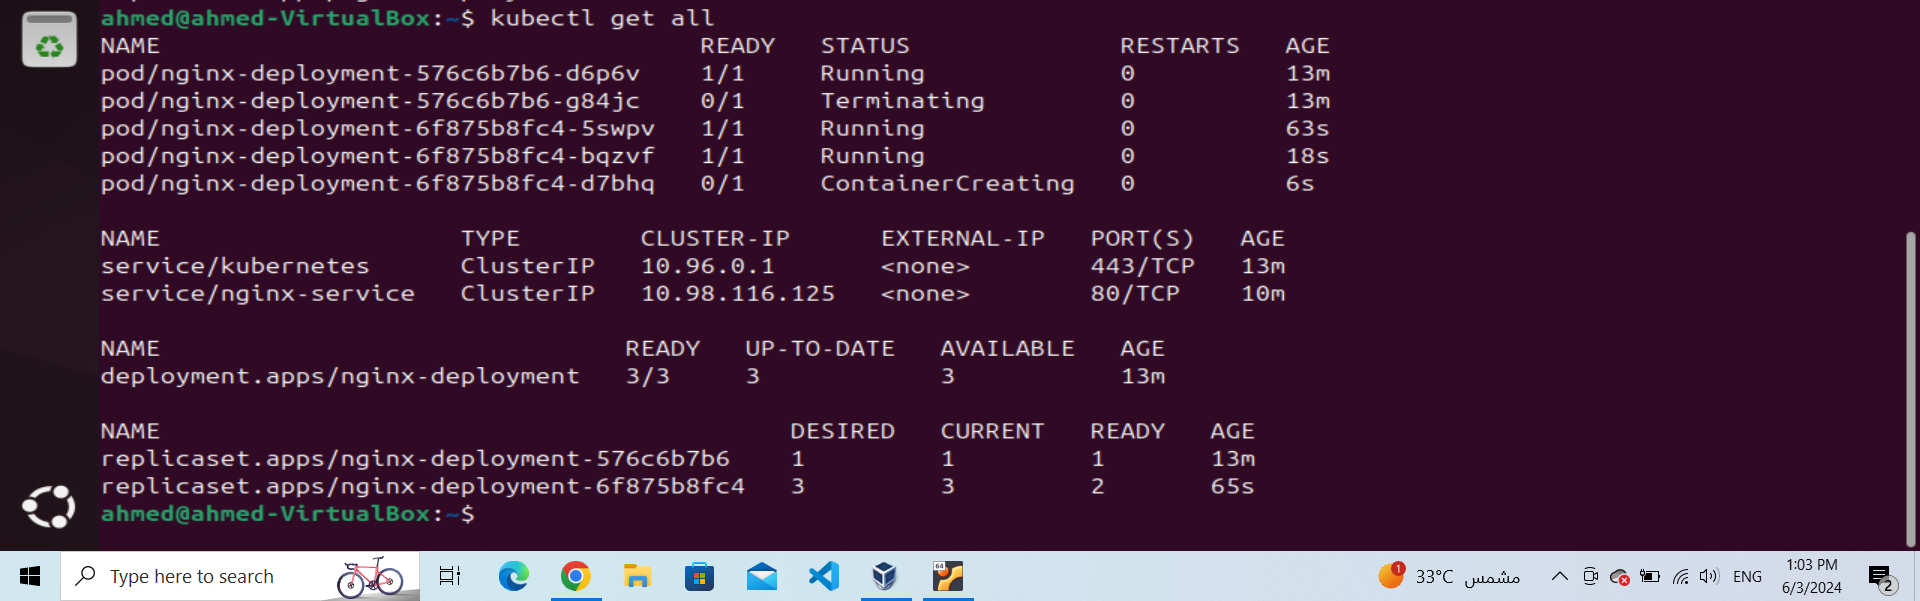 ahmed@ahmed-VirtualBox:~$ kubectl get all
NAME READY STATUS RESTARTS AGE
pod/nginx-deployment-576c6b7b6-d6p6v 1/1 Running 0 13m
pod/nginx-deployment-576c6b7b6-g84jc 0/1 Terminating 0 13m
pod/nginx-deployment-6f875b8fc4-5swpv 1/1 Running 0 63s
pod/nginx-deployment-6f875b8fc4-bqzvf 1/1 Running 0 18s
pod/nginx-deployment-6f875b8fc4-d7bhq 0/1 ContainerCreating 0 6s
NAME TYPE CLUSTER-IP EXTERNAL-IP PORT(S) AGE
service/kubernetes ClusterIP 10.96.0.1 <none> 443/TCP 13m
service/nginx-service ClusterIP 10.98.116.125 <none> 80/TCP 10m
NAME READY UP-TO-DATE AVAILABLE AGE
deployment.apps/nginx-deployment 3/3 3 3 13m
NAME DESIRED CURRENT READY AGE
replicaset.apps/nginx-deployment-576c6b7b6 1 1 1 13m
replicaset.apps/nginx-deployment-6f875b8fc4 3 3 2 65s
ahmed@ahmed-VirtualBox:~$
Type here to search 64 1 33°C مشمس ENG 1:03 PM
6/3/2024 2